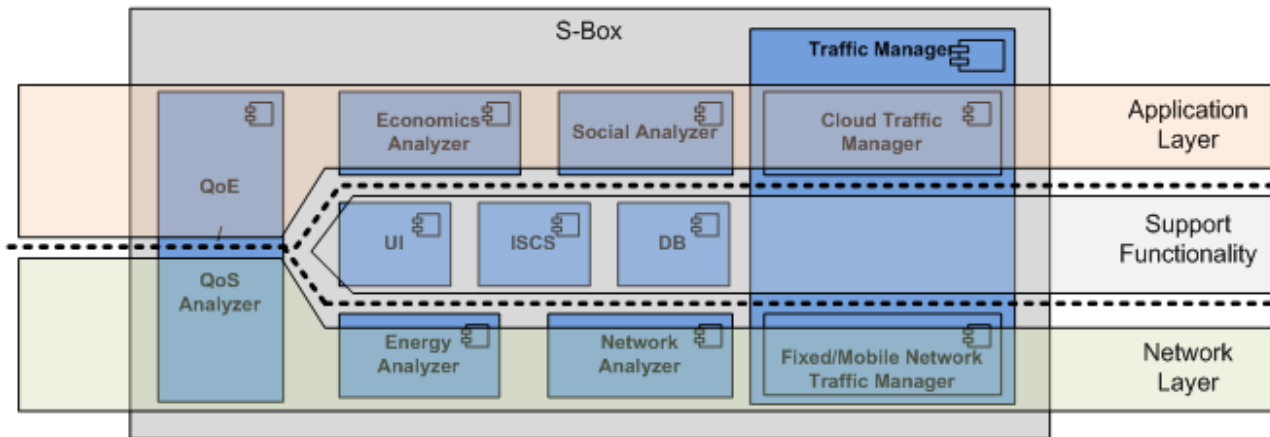 S-Box
Traffic Manager
Economics
Analyzer
Social Analyzer
Cloud Traffic
Manager
Application
Layer
QoE
/
QoS
Analyzer
UI
ISCS
DB
Support
Functionality
Energy
Analyzer
Network
Analyzer
Fixed/Mobile Network
Traffic Manager
Network
Layer